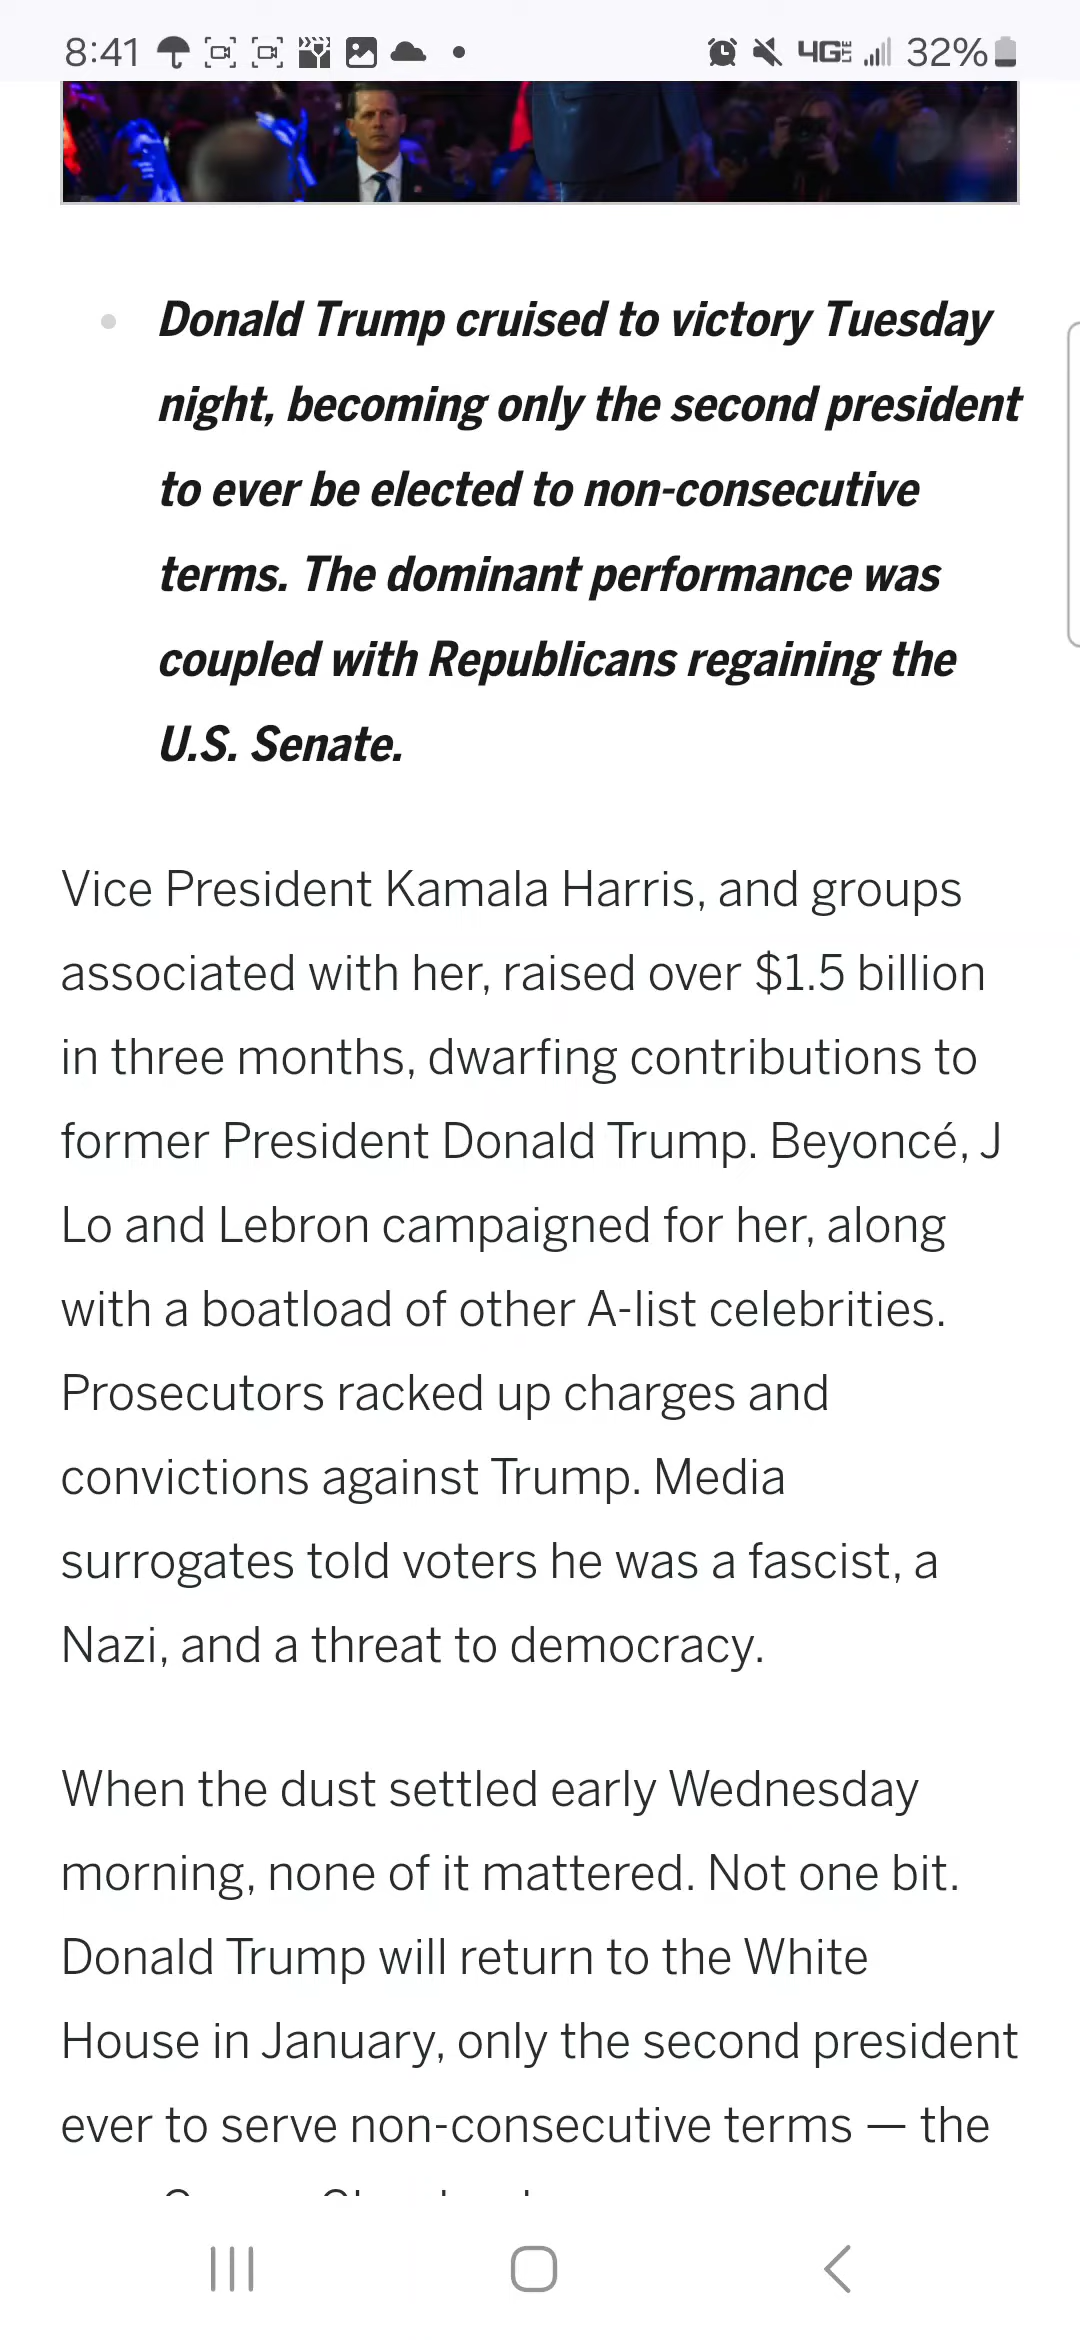 8:41 4G LTE 32%
Donald Trump cruised to victory Tuesday
night, becoming only the second president
to ever be elected to non-consecutive
terms. The dominant performance was
coupled with Republicans regaining the
U.S. Senate.
Vice President Kamala Harris, and groups
associated with her, raised over $1.5 billion
in three months, dwarfing contributions to
former President Donald Trump. Beyoncé, J
Lo and Lebron campaigned for her, along
with a boatload of other A-list celebrities.
Prosecutors racked up charges and
convictions against Trump. Media
surrogates told voters he was a fascist, a
Nazi, and a threat to democracy.
When the dust settled early Wednesday
morning, none of it mattered. Not one bit.
Donald Trump will return to the White
House in January, only the second president
ever to serve non-consecutive terms — the